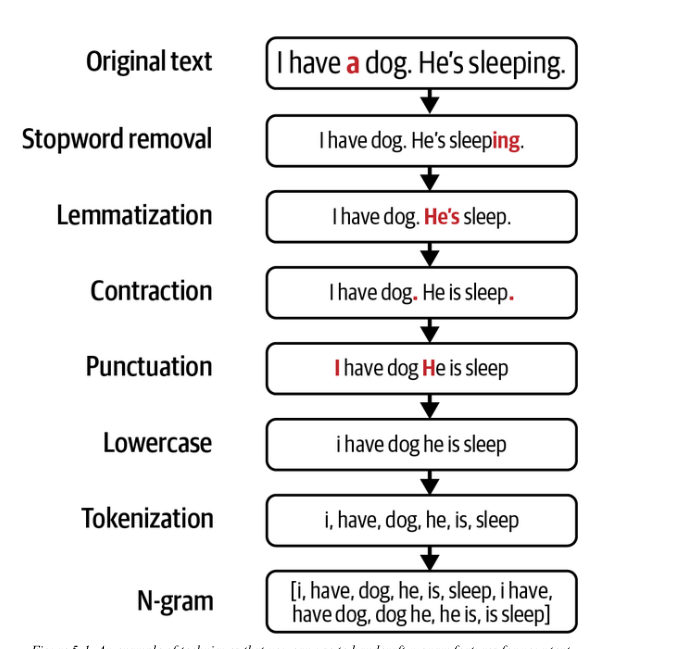 Original text
I have a dog. He's sleeping.
Stopword removal
I have dog. He's sleeping.
Lemmatization
I have dog. He's sleep.
Contraction
I have dog. He is sleep.
Punctuation
I have dog He is sleep
Lowercase
i have dog he is sleep
Tokenization
i, have, dog, he, is, sleep
N-gram
[i, have, dog, he, is, sleep, i have,
have dog, dog he, he is, is sleep]